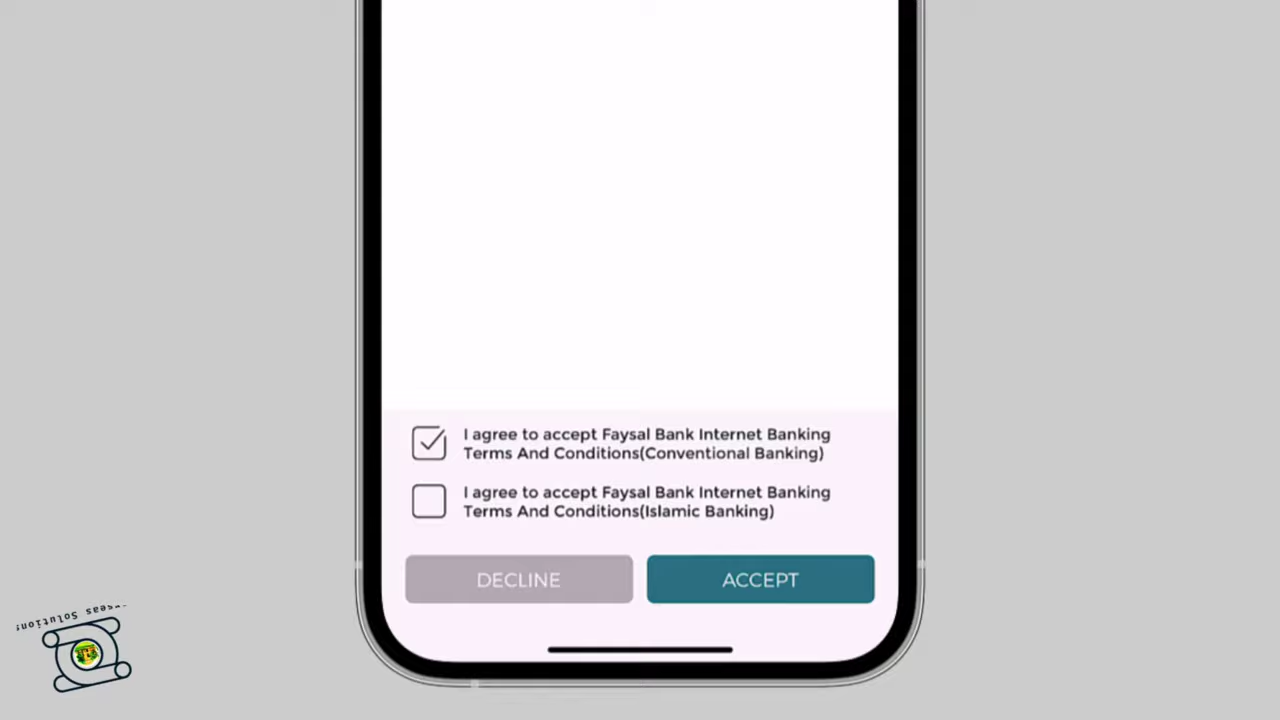 I agree to accept Faysal Bank Internet Banking
Terms And Conditions(Conventional Banking)
I agree to accept Faysal Bank Internet Banking
Terms And Conditions(Islamic Banking)
DECLINE
ACCEPT
Solution!